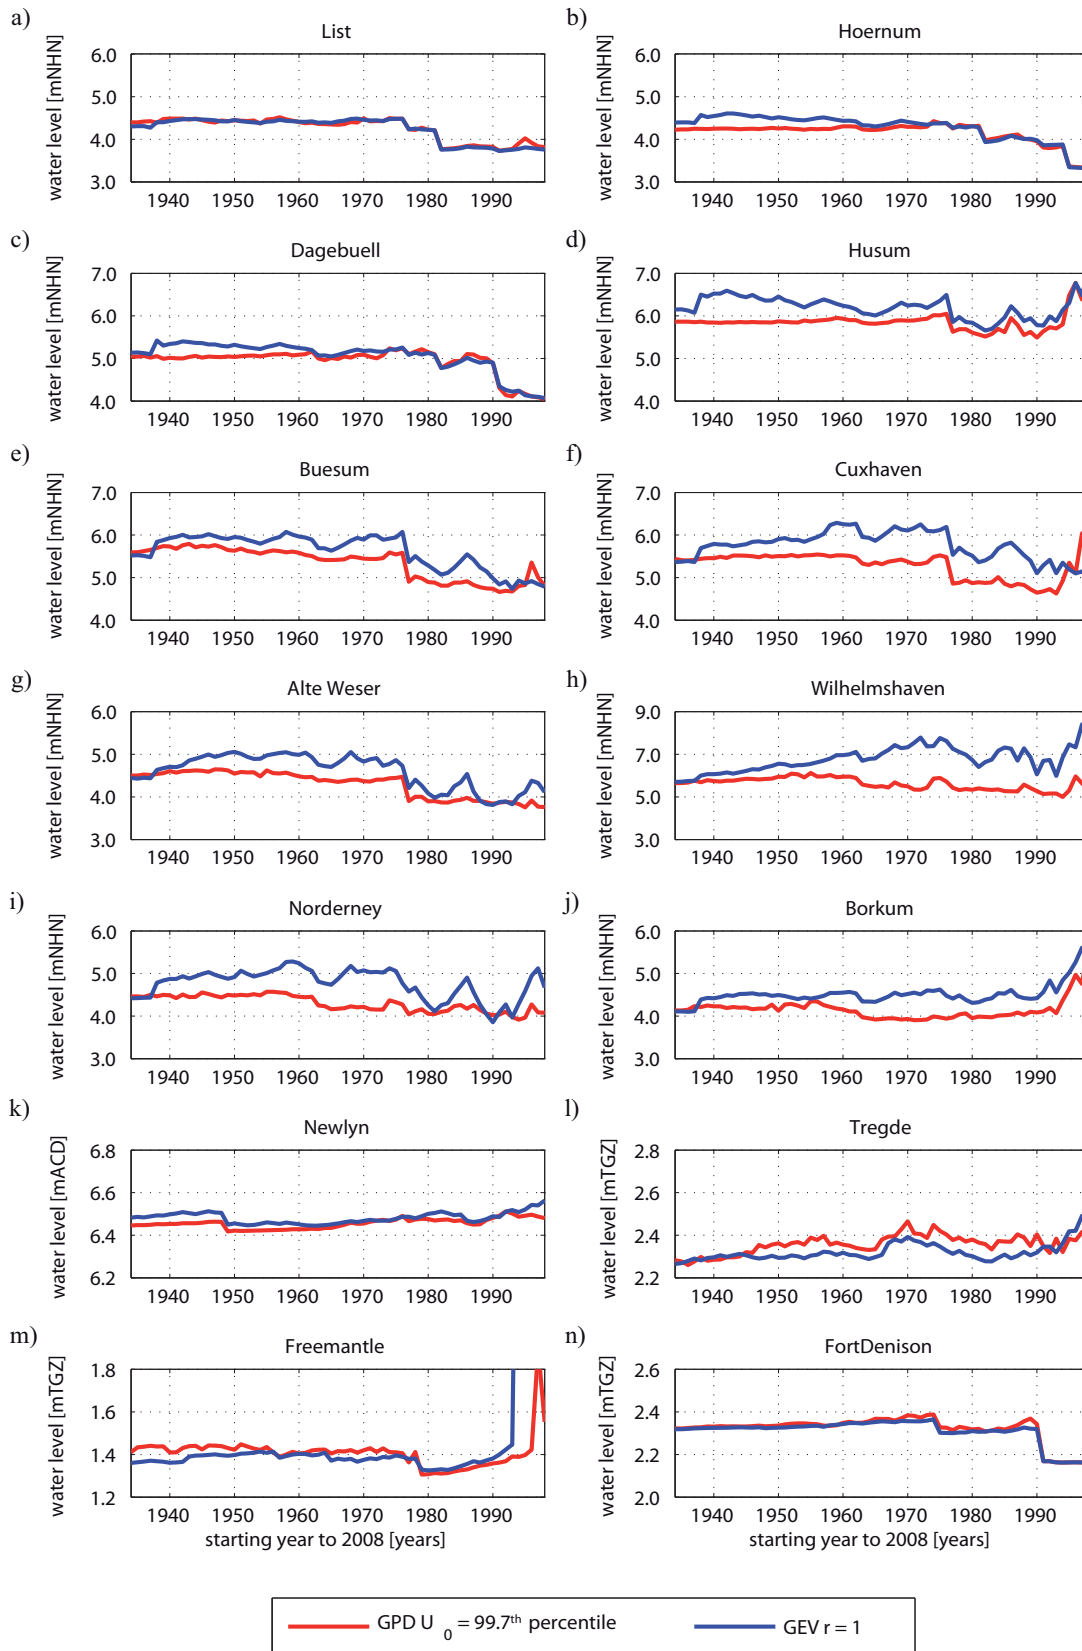 a)
List
water level [mNHN]
6.0
5.0
4.0
3.0
1940 1950 1960 1970 1980 1990
b)
Hoernum
water level [mNHN]
6.0
5.0
4.0
3.0
1940 1950 1960 1970 1980 1990
c)
Dagebuell
water level [mNHN]
7.0
6.0
5.0
4.0
1940 1950 1960 1970 1980 1990
d)
Husum
water level [mNHN]
7.0
6.0
5.0
4.0
1940 1950 1960 1970 1980 1990
e)
Buesum
water level [mNHN]
7.0
6.0
5.0
4.0
1940 1950 1960 1970 1980 1990
f)
Cuxhaven
water level [mNHN]
7.0
6.0
5.0
4.0
1940 1950 1960 1970 1980 1990
g)
Alte Weser
water level [mNHN]
6.0
5.0
4.0
3.0
1940 1950 1960 1970 1980 1990
h)
Wilhelmshaven
water level [mNHN]
9.0
7.0
5.0
3.0
1940 1950 1960 1970 1980 1990
i)
Norderney
water level [mNHN]
6.0
5.0
4.0
3.0
1940 1950 1960 1970 1980 1990
j)
Borkum
water level [mNHN]
6.0
5.0
4.0
3.0
1940 1950 1960 1970 1980 1990
k)
Newlyn
water level [mACD]
6.8
6.6
6.4
6.2
1940 1950 1960 1970 1980 1990
l)
Tregde
water level [mTGZ]
2.8
2.6
2.4
2.2
1940 1950 1960 1970 1980 1990
m)
Freemantle
water level [mTGZ]
1.8
1.6
1.4
1.2
1940 1950 1960 1970 1980 1990
starting year to 2008 [years]
n)
FortDenison
water level [mTGZ]
2.6
2.4
2.2
2.0
1940 1950 1960 1970 1980 1990
starting year to 2008 [years]
GPD U 0 = 99.7th percentile
GEV r = 1